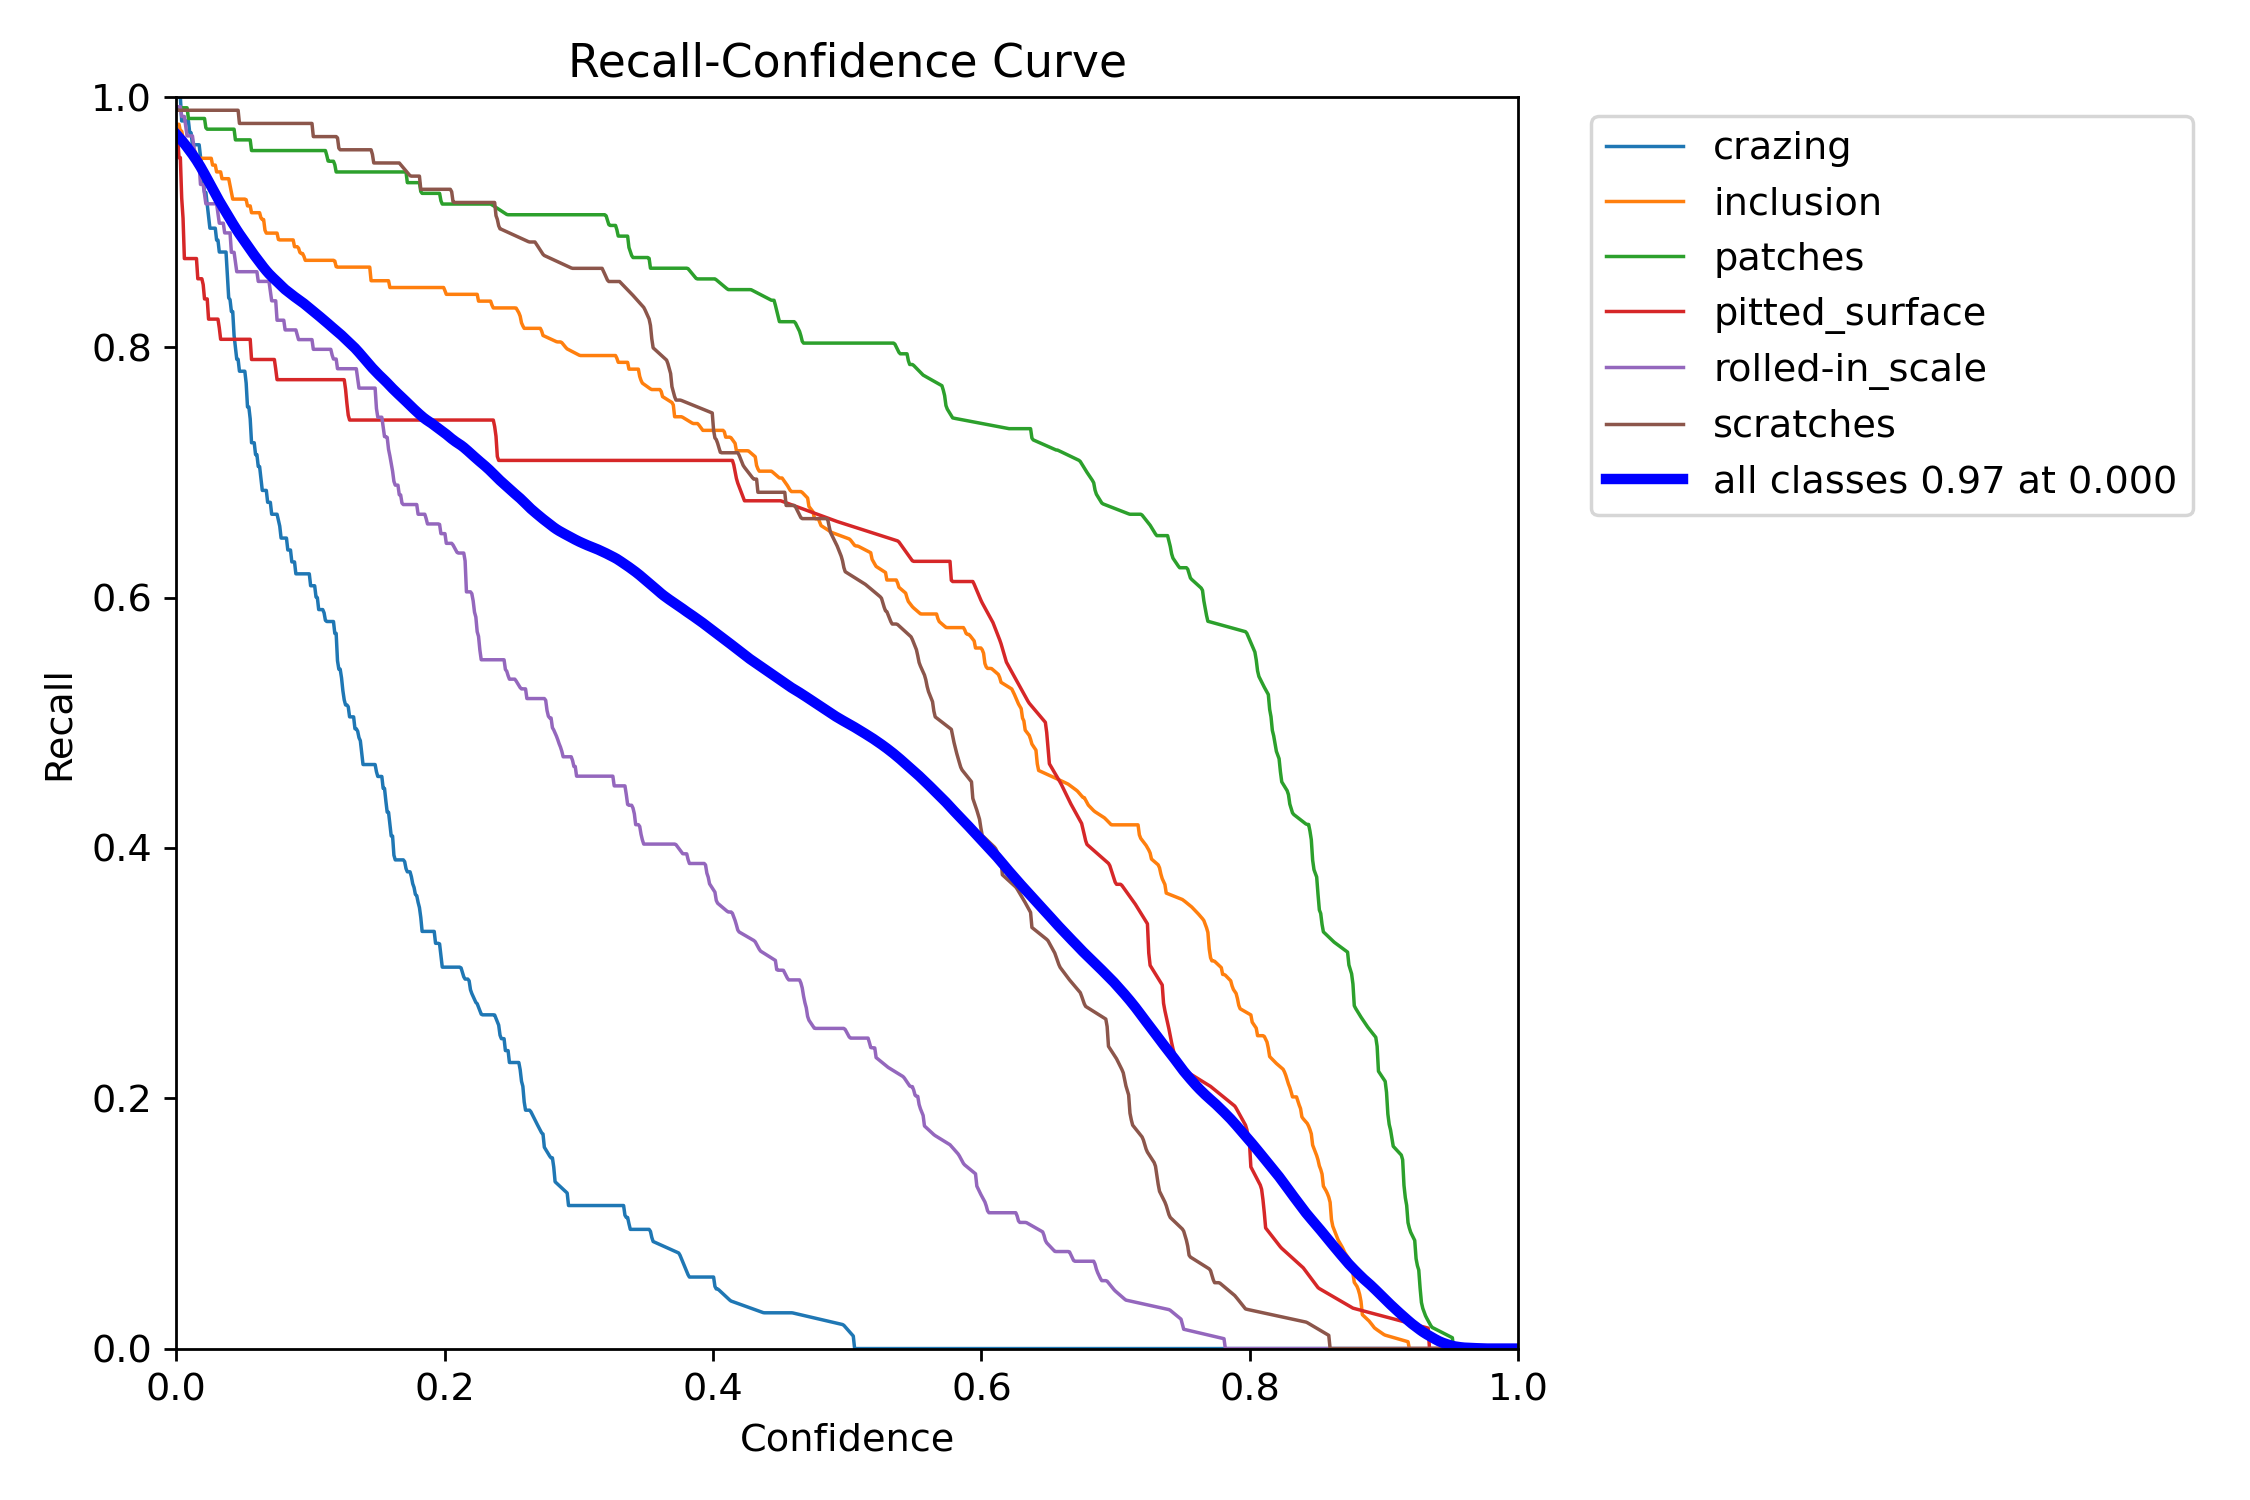 Recall-Confidence Curve
1.0
0.8
0.6
0.4
0.2
0.0
Recall
0.0 0.2 0.4 0.6 0.8 1.0
Confidence
crazing
inclusion
patches
pitted_surface
rolled-in_scale
scratches
all classes 0.97 at 0.000